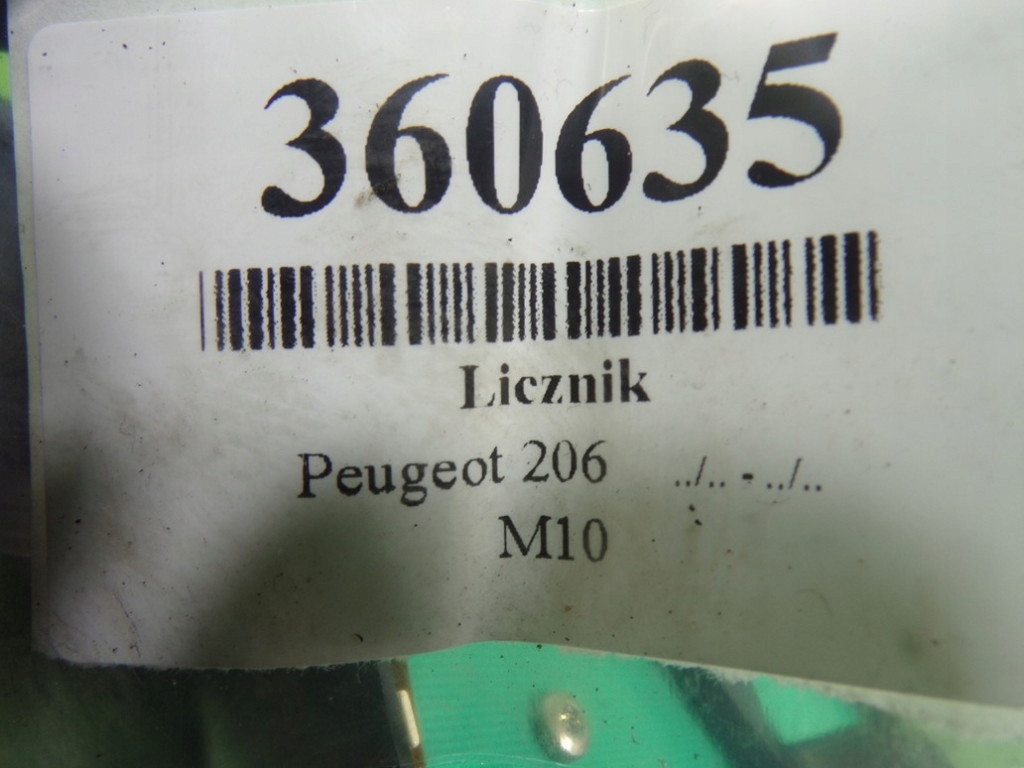 360635
Licznik
Peugeot 206 ../.. - ../..
M10